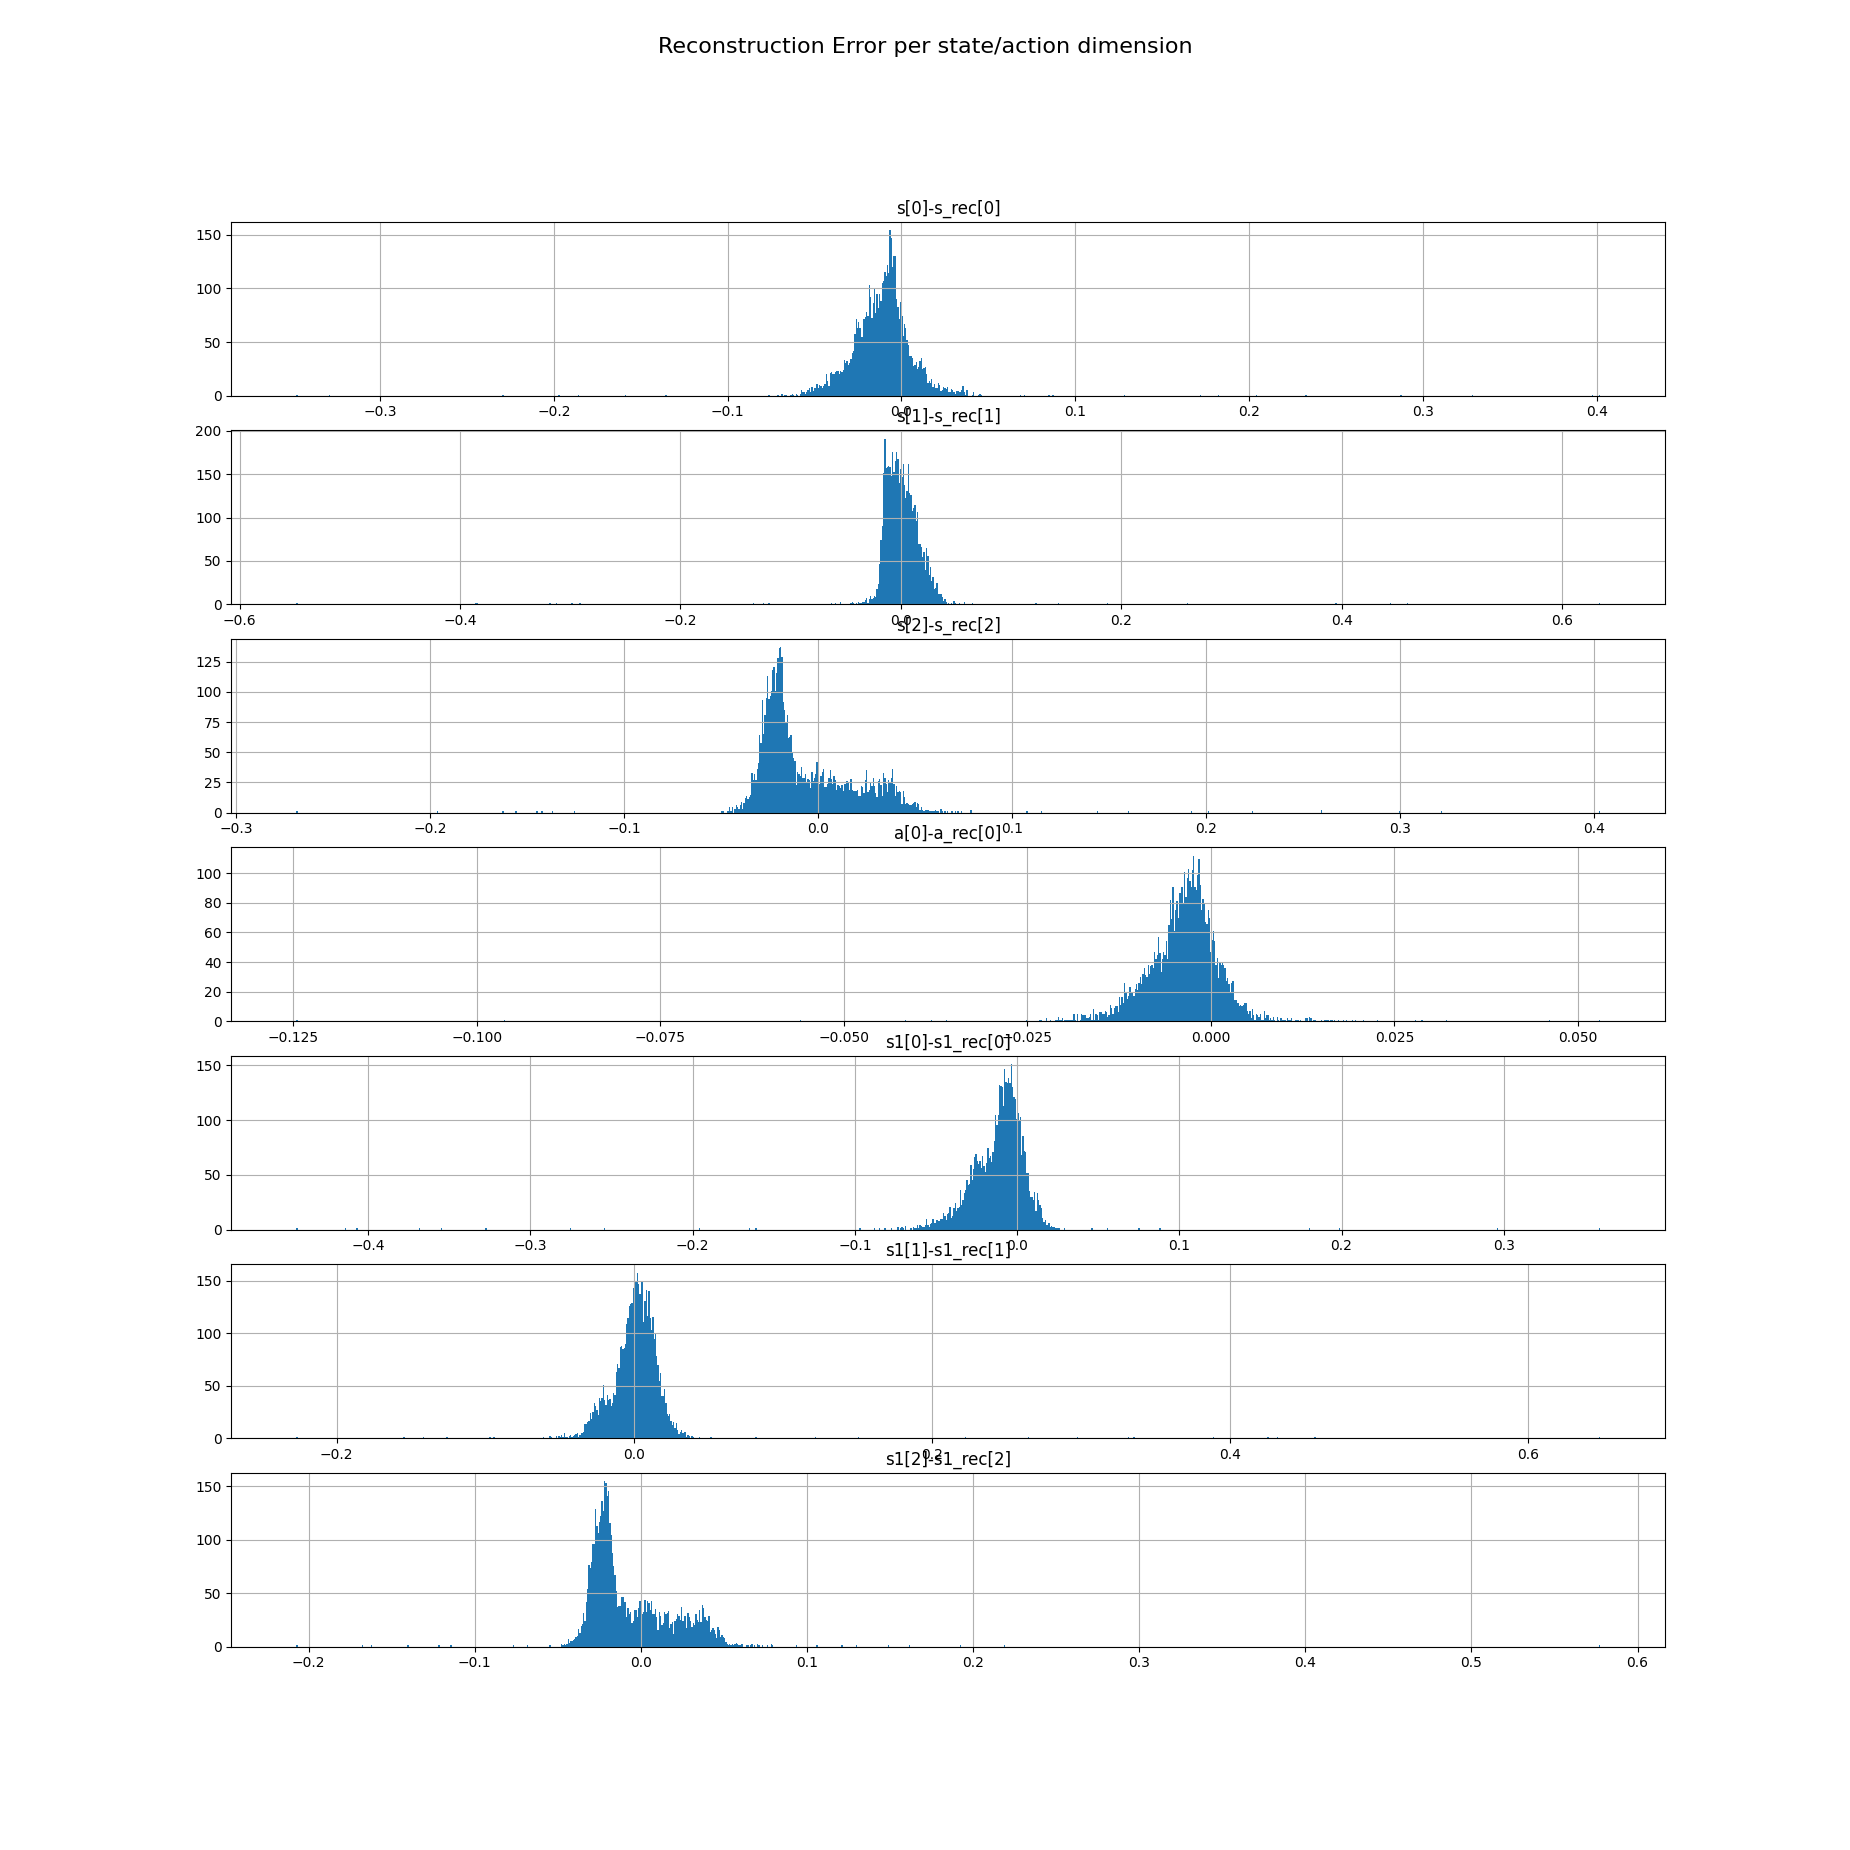 Reconstruction Error per state/action dimension
s[0]-s_rec[0]
150
100
50
0
−0.3 −0.2 −0.1 0.0 0.1 0.2 0.3 0.4
s[1]-s_rec[1]
200
150
100
50
0
−0.6 −0.4 −0.2 0.0 0.2 0.4 0.6
s[2]-s_rec[2]
125
100
75
50
25
0
−0.3 −0.2 −0.1 0.0 0.1 0.2 0.3 0.4
a[0]-a_rec[0]
100
80
60
40
20
0
−0.125 −0.100 −0.075 −0.050 −0.025 0.000 0.025 0.050
s1[0]-s1_rec[0]
150
100
50
0
−0.4 −0.3 −0.2 −0.1 0.0 0.1 0.2 0.3
s1[1]-s1_rec[1]
150
100
50
0
−0.2 0.0 0.2 0.4 0.6
s1[2]-s1_rec[2]
150
100
50
0
−0.2 −0.1 0.0 0.1 0.2 0.3 0.4 0.5 0.6